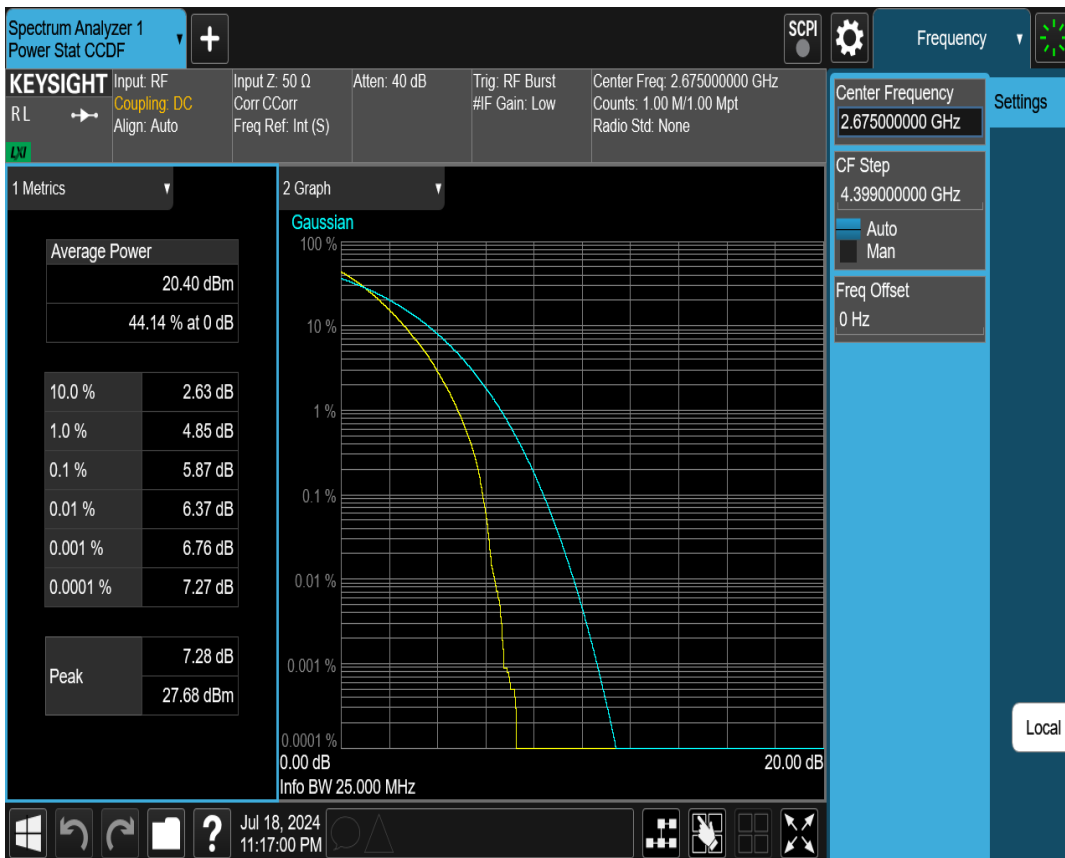 Spectrum Analyzer 1
Power Stat CCDF
+
SCPI
Frequency
KEYSIGHT
RL
LXI
Input: RF
Coupling: DC
Align: Auto
Input Z: 50 Ω
Corr CCorr
Freq Ref: Int (S)
Atten: 40 dB
Trig: RF Burst
#IF Gain: Low
Center Freq: 2.675000000 GHz
Counts: 1.00 M/1.00 Mpt
Radio Std: None
Center Frequency
2.675000000 GHz
Settings
CF Step
4.399000000 GHz
Auto
Man
Freq Offset
0 Hz
1 Metrics
Average Power
20.40 dBm
44.14 % at 0 dB
10.0 % 2.63 dB
1.0 % 4.85 dB
0.1 % 5.87 dB
0.01 % 6.37 dB
0.001 % 6.76 dB
0.0001 % 7.27 dB
Peak
7.28 dB
27.68 dBm
2 Graph
Gaussian
100 %
10 %
1 %
0.1 %
0.01 %
0.001 %
0.0001 %
0.00 dB 20.00 dB
Info BW 25.000 MHz
Local
?
Jul 18, 2024
11:17:00 PM